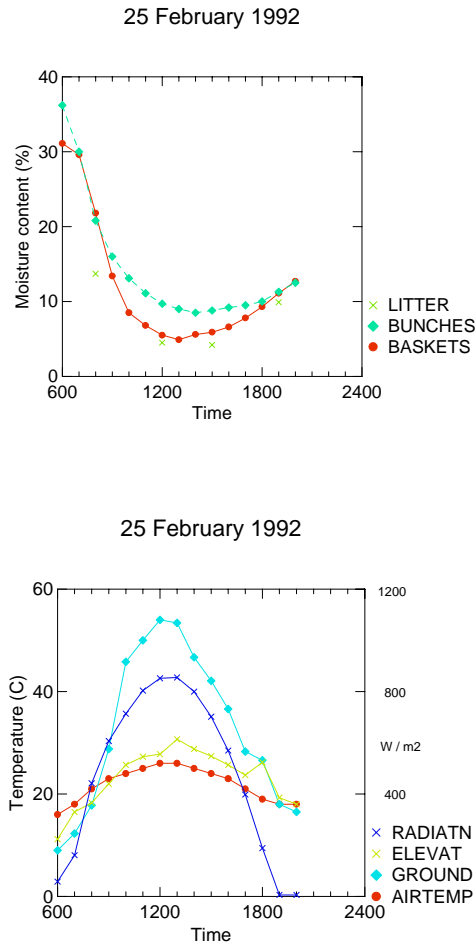 25 February 1992
40
30
20
10
0
Moisture content (%)
600 1200 1800 2400
Time
LITTER
BUNCHES
BASKETS
25 February 1992
60
40
20
0
Temperature (C)
1200
800
W / m2
400
600 1200 1800 2400
Time
RADIATN
ELEVAT
GROUND
AIRTEMP